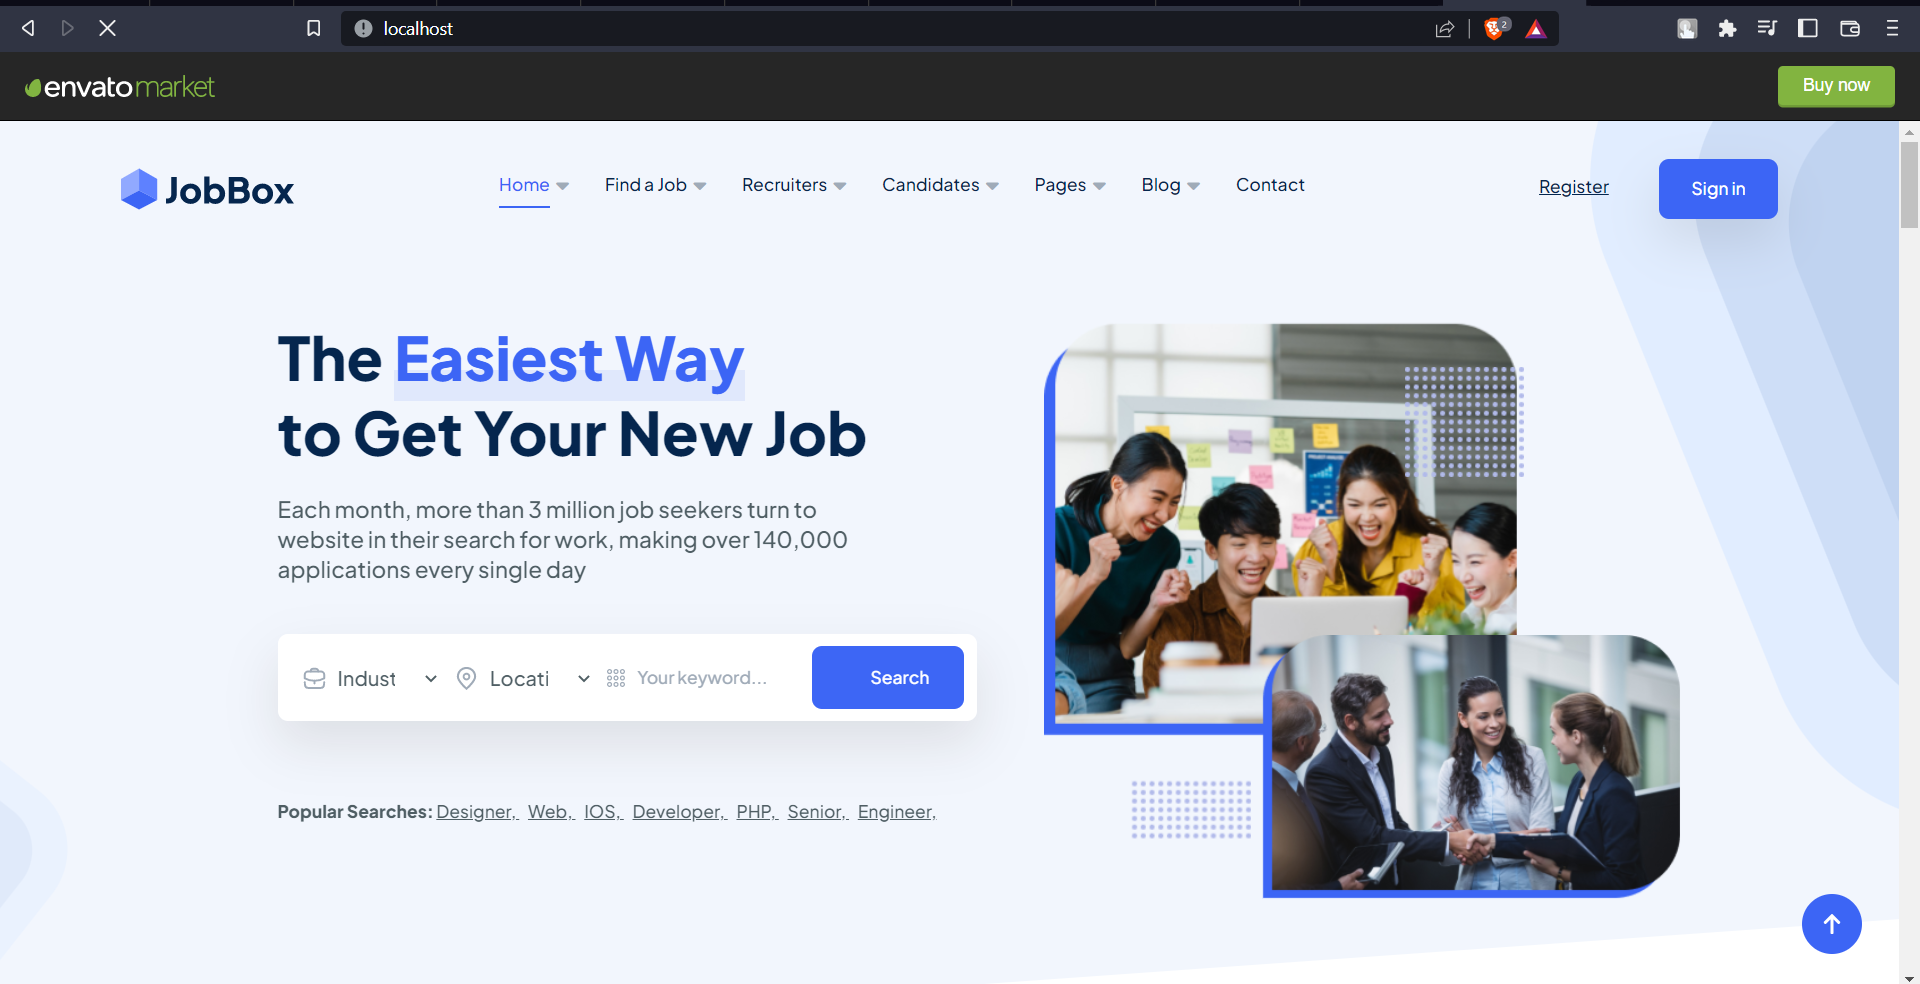 localhost
2
envato market
Buy now
JobBox
Home
Find a Job
Recruiters
Candidates
Pages
Blog
Contact
Register
Sign in
The Easiest Way
to Get Your New Job
Each month, more than 3 million job seekers turn to
website in their search for work, making over 140,000
applications every single day
Indust
Locati
Your keyword...
Search
Popular Searches: Designer, Web, IOS, Developer, PHP, Senior, Engineer,